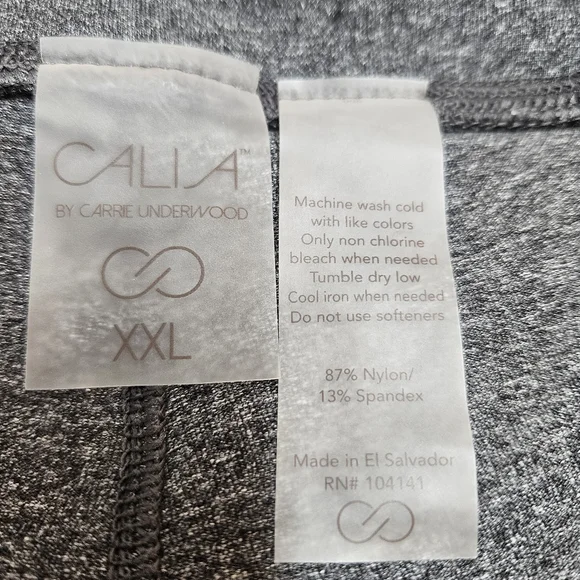 CALIA™
BY CARRIE UNDERWOOD
XXL
Machine wash cold
with like colors
Only non chlorine
bleach when needed
Tumble dry low
Cool iron when needed
Do not use softeners
87% Nylon/
13% Spandex
Made in El Salvador
RN# 104141